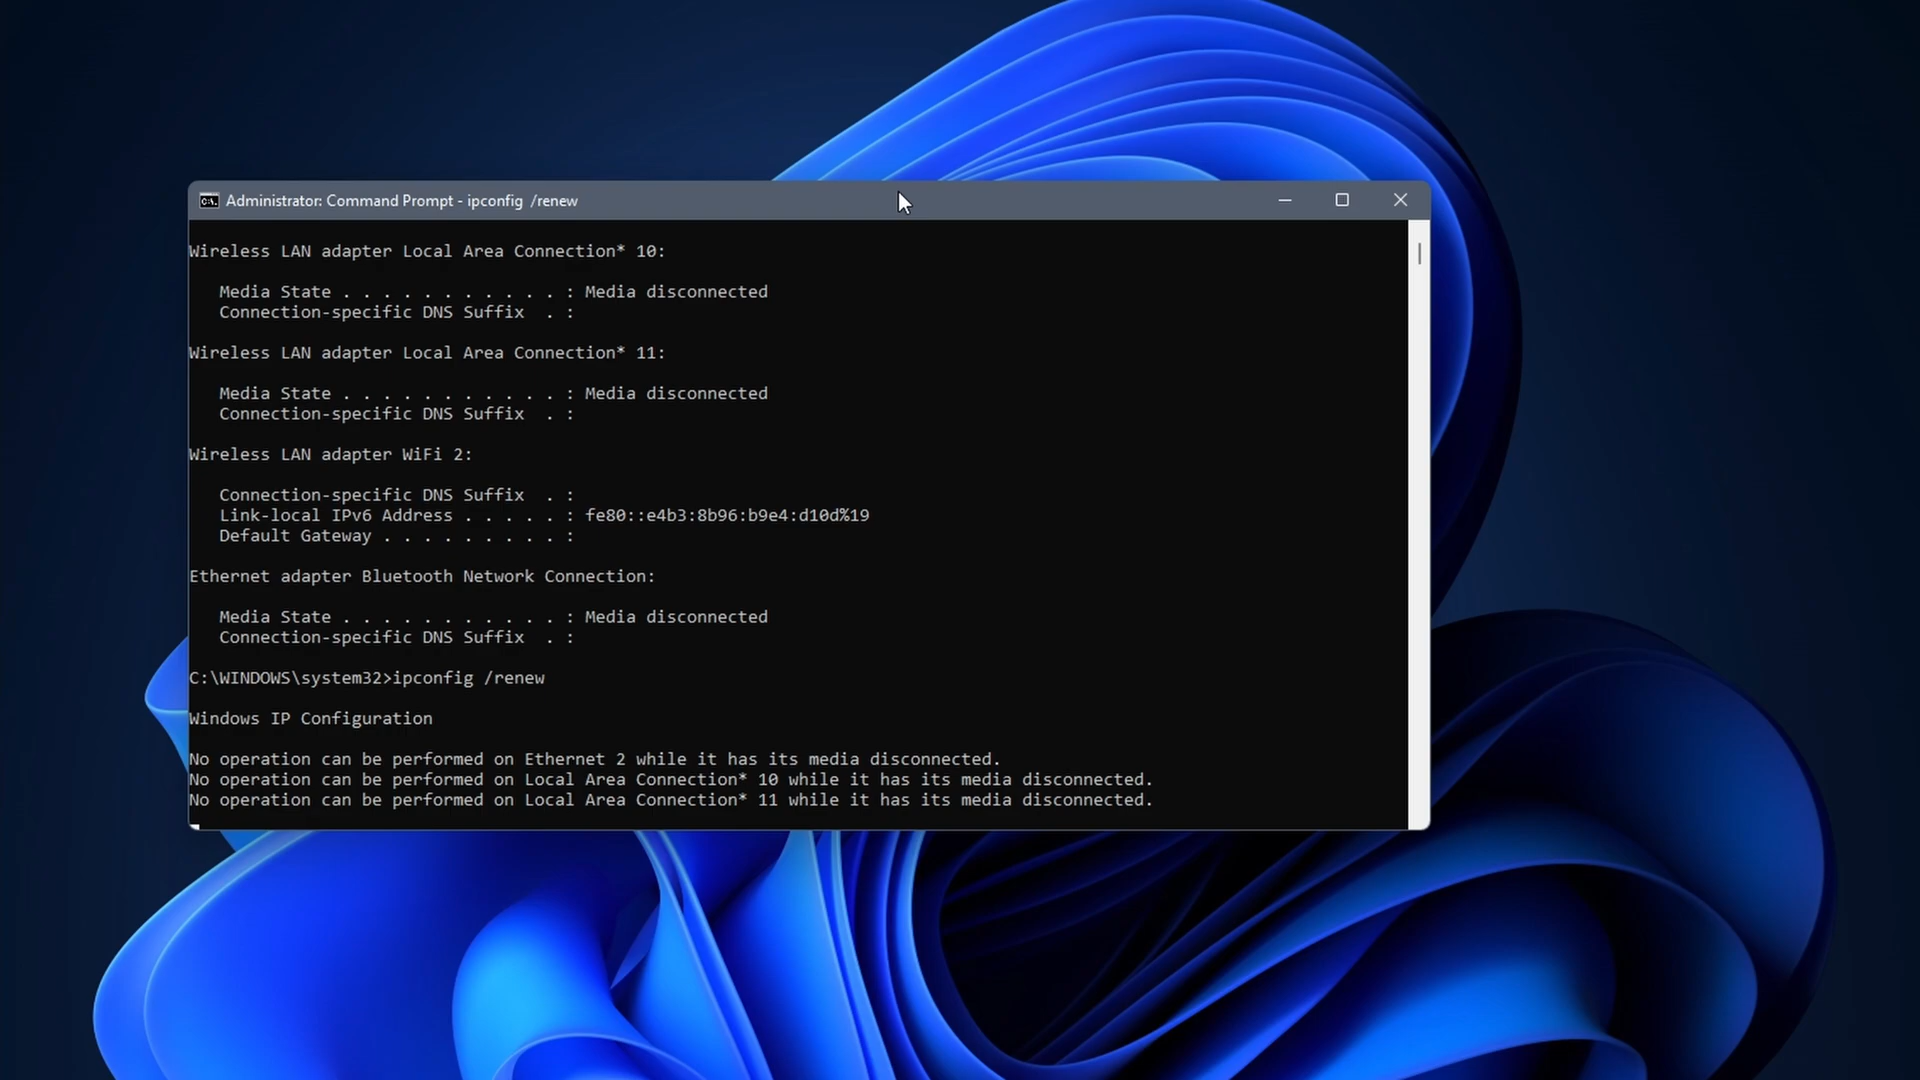 Administrator: Command Prompt - ipconfig /renew
Wireless LAN adapter Local Area Connection* 10:
Media State . . . . . . . . . . . : Media disconnected
Connection-specific DNS Suffix . :
Wireless LAN adapter Local Area Connection* 11:
Media State . . . . . . . . . . . : Media disconnected
Connection-specific DNS Suffix . :
Wireless LAN adapter WiFi 2:
Connection-specific DNS Suffix . :
Link-local IPv6 Address . . . . . : fe80::e4b3:8b96:b9e4:d10d%19
Default Gateway . . . . . . . . . :
Ethernet adapter Bluetooth Network Connection:
Media State . . . . . . . . . . . : Media disconnected
Connection-specific DNS Suffix . :
C:\WINDOWS\system32>ipconfig /renew
Windows IP Configuration
No operation can be performed on Ethernet 2 while it has its media disconnected.
No operation can be performed on Local Area Connection* 10 while it has its media disconnected.
No operation can be performed on Local Area Connection* 11 while it has its media disconnected.